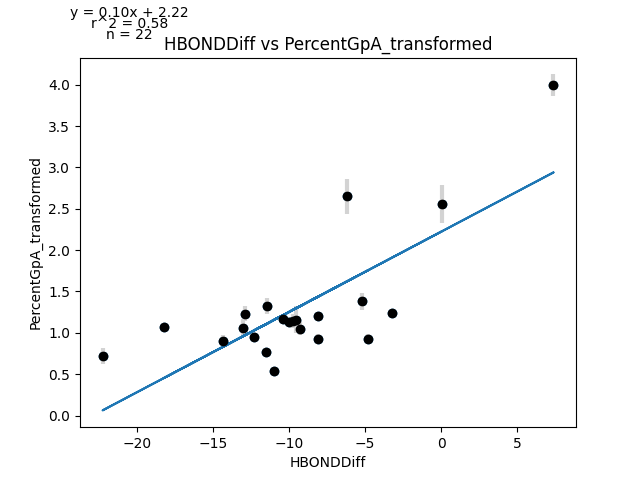 y = 0.10x + 2.22
r^2 = 0.58
n = 22
HBONDDiff vs PercentGpA_transformed
PercentGpA_transformed
4.0
3.5
3.0
2.5
2.0
1.5
1.0
0.5
0.0
−20
−15
−10
−5
0
5
HBONDDiff